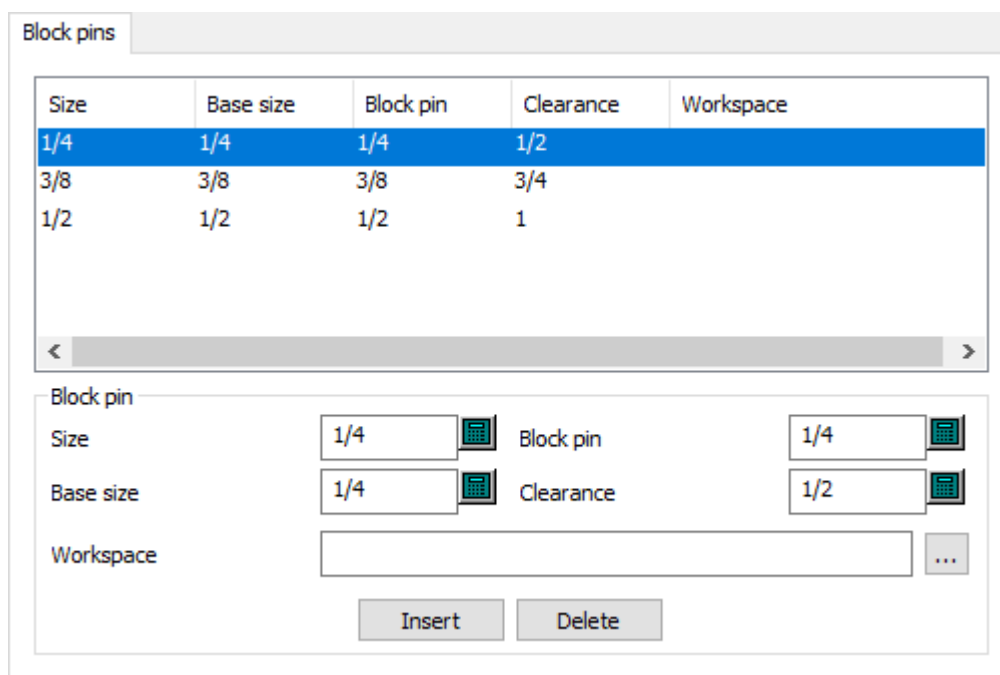 Block pins
Size Base size Block pin Clearance Workspace
1/4 1/4 1/4 1/2
3/8 3/8 3/8 3/4
1/2 1/2 1/2 1
Block pin
Size 1/4 Block pin 1/4
Base size 1/4 Clearance 1/2
Workspace ...
Insert Delete